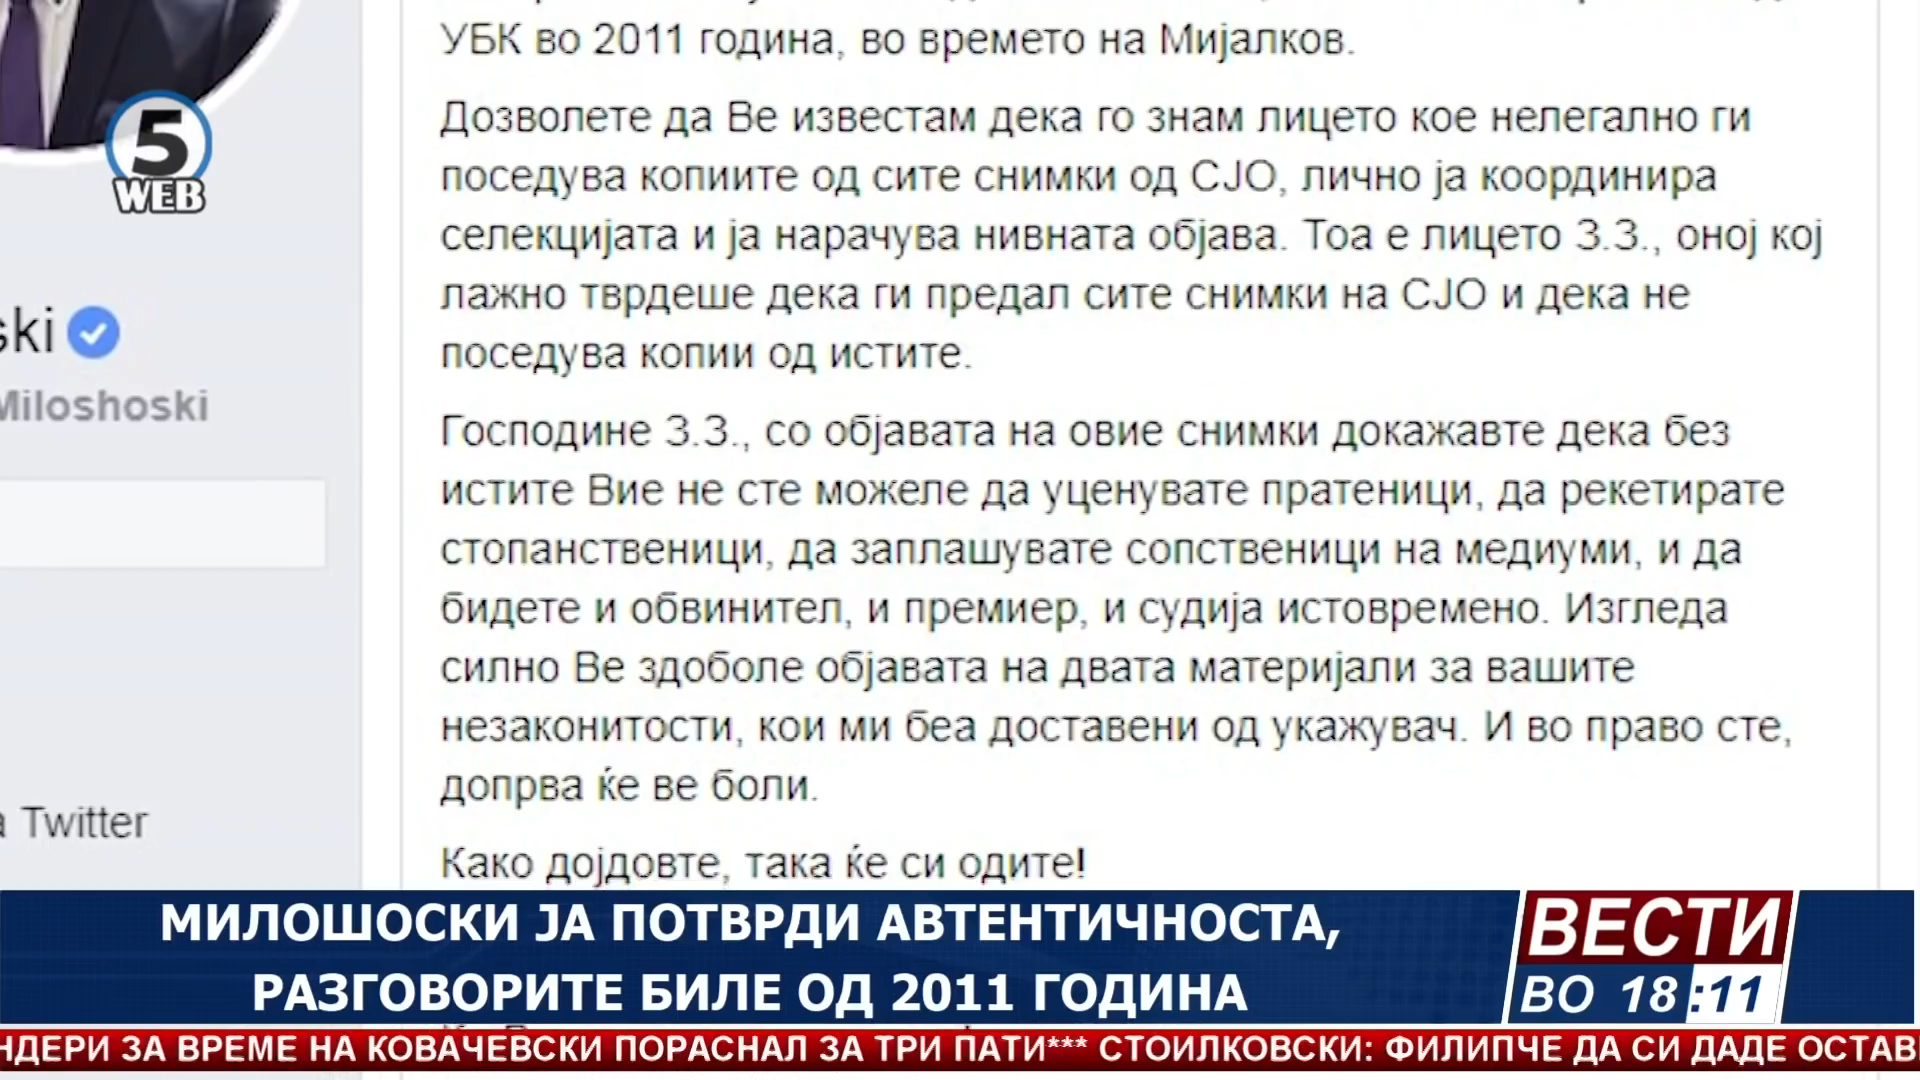 УБК во 2011 година, во времето на Мијалков.
Дозволете да Ве известам дека го знам лицето кое нелегално ги
поседува копиите од сите снимки од СЈО, лично ја координира
селекцијата и ја нарачува нивната објава. Тоа е лицето З.З., оној кој
лажно тврдеше дека ги предал сите снимки на СЈО и дека не
поседува копии од истите.
Господине З.З., со објавата на овие снимки докажавте дека без
истите Вие не сте можеле да уценувате пратеници, да рекетирате
стопанственици, да заплашувате сопственици на медиуми, и да
бидете и обвинител, и премиер, и судија истовремено. Изгледа
силно Ве здоболе објавата на двата материјали за вашите
незаконитости, кои ми беа доставени од укажувач. И во право сте,
допрва ќе ве боли.
Како дојдовте, така ќе си одите!
5
WEB
ski
Miloshoski
а Twitter
МИЛОШОСКИ ЈА ПОТВРДИ АВТЕНТИЧНОСТА,
РАЗГОВОРИТЕ БИЛЕ ОД 2011 ГОДИНА
ВЕСТИ
ВО 18:11
НДЕРИ ЗА ВРЕМЕ НА КОВАЧЕВСКИ ПОРАСНАЛ ЗА ТРИ ПАТИ*** СТОИЛКОВСКИ: ФИЛИПЧЕ ДА СИ ДАДЕ ОСТАВ